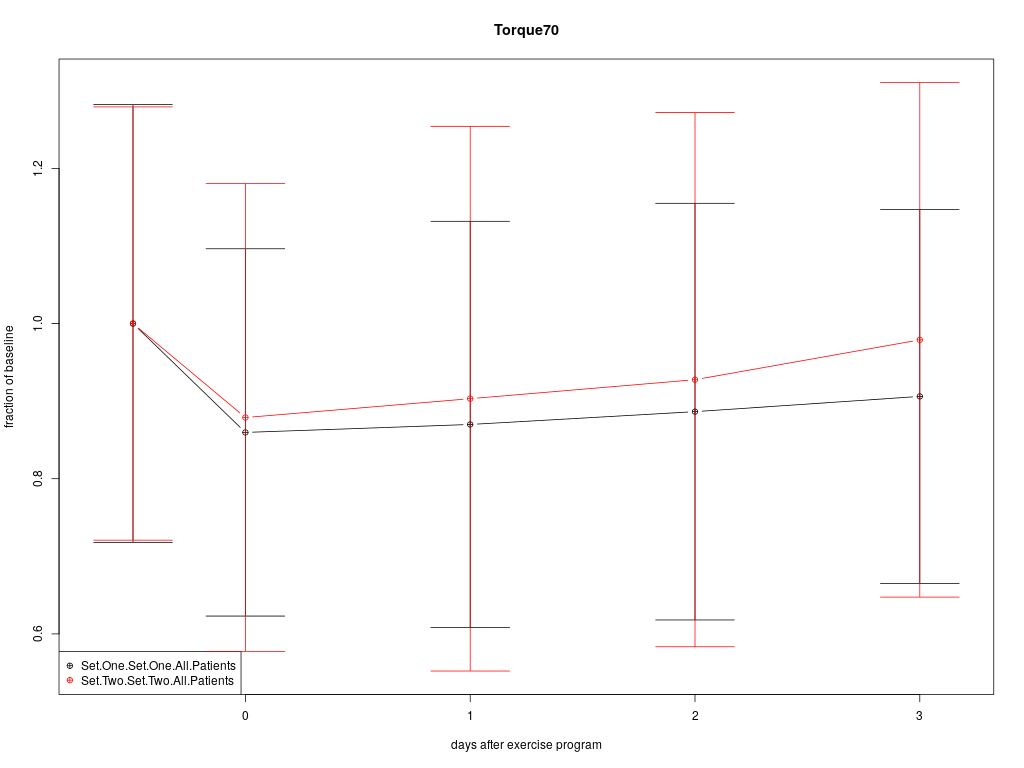 Torque70
fraction of baseline
1.2
1.0
0.8
0.6
Set.One.Set.One.All.Patients
Set.Two.Set.Two.All.Patients
0 1 2 3
days after exercise program